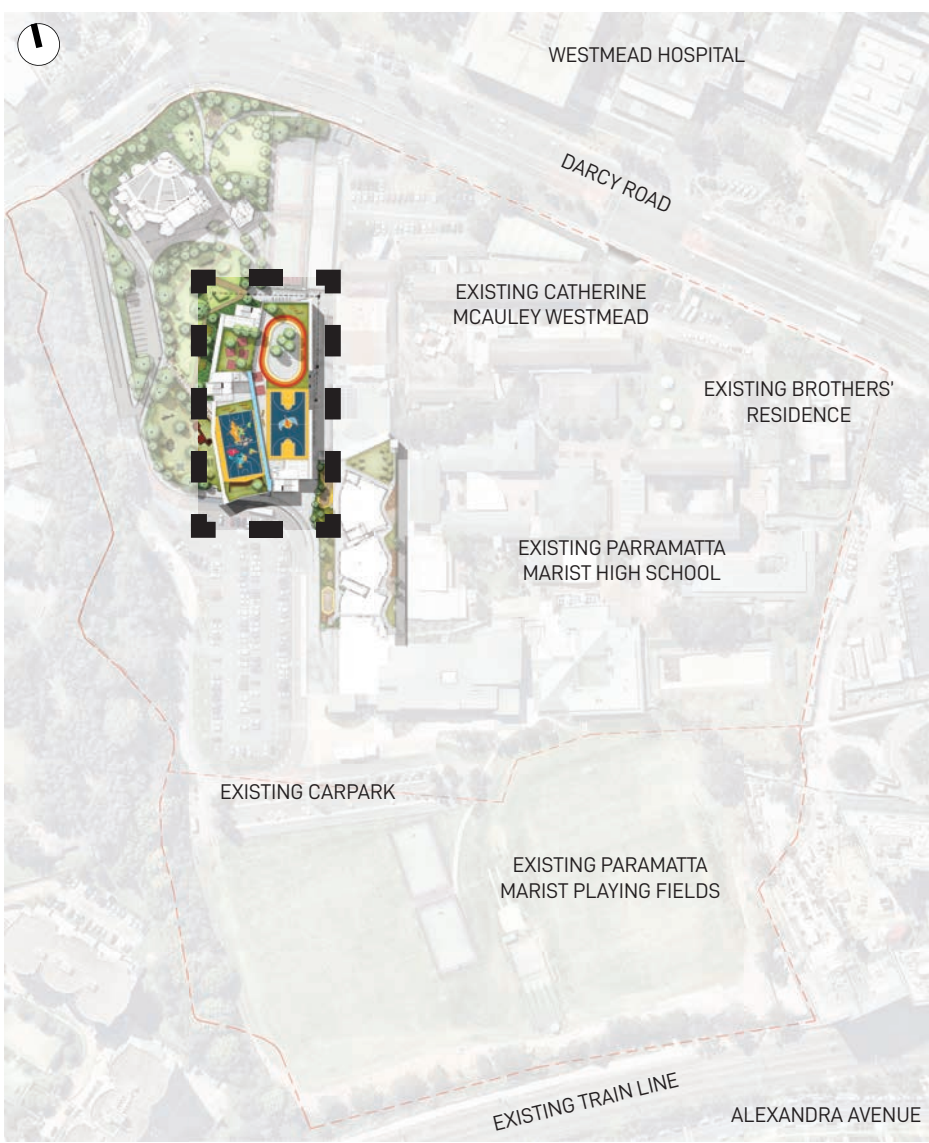 WESTMEAD HOSPITAL
DARCY ROAD
EXISTING CATHERINE
MCAULEY WESTMEAD
EXISTING BROTHERS'
RESIDENCE
EXISTING PARRAMATTA
MARIST HIGH SCHOOL
EXISTING CARPARK
EXISTING PARAMATTA
MARIST PLAYING FIELDS
EXISTING TRAIN LINE
ALEXANDRA AVENUE